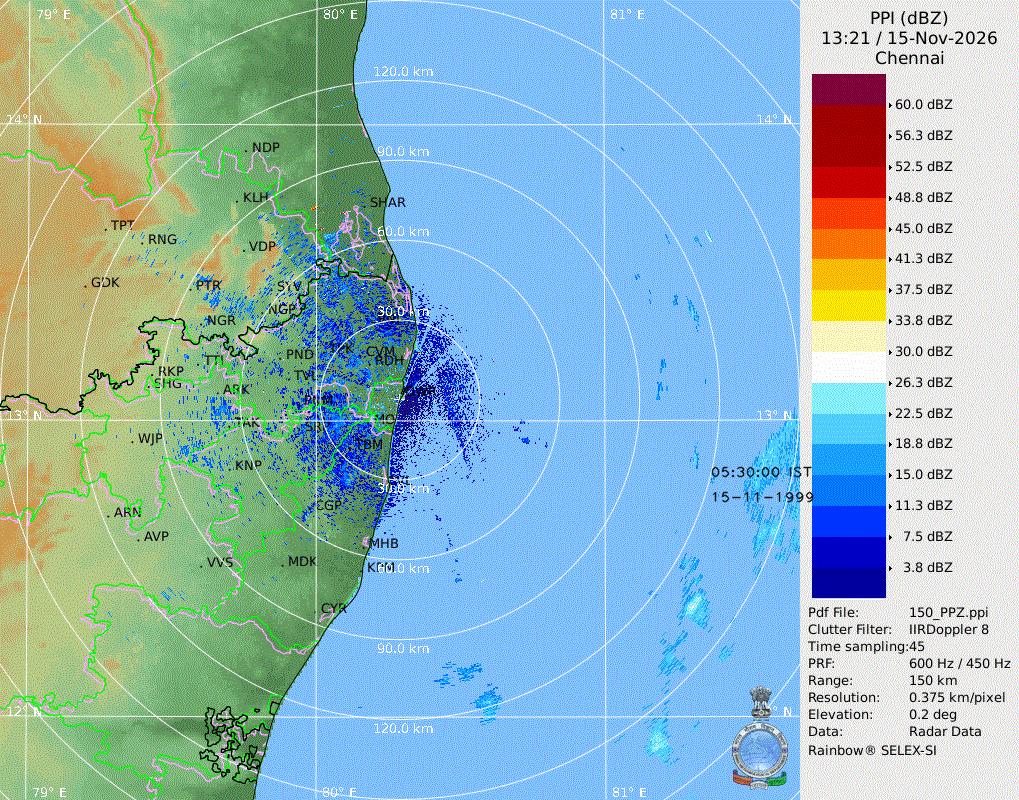 79° E
80° E
81° E
120.0 km
14° N
14° N
NDP
90.0 km
KLH
SHAR
TPT
RNG
60.0 km
VDP
GDK
PTR
SYV
NGP
30.0 km
NGR
PND
CVM
TTI
RKP
SHG
ARK
13° N
13° N
WJP
TBM
KNP
05:30:00 IST
30.0 km
15-11-1999
CGP
ARN
AVP
MHB
VVS
MDK
60.0 km
CYR
90.0 km
12° N
120.0 km
79° E
80° E
81° E
PPI (dBZ)
13:21 / 15-Nov-2026
Chennai
60.0 dBZ
56.3 dBZ
52.5 dBZ
48.8 dBZ
45.0 dBZ
41.3 dBZ
37.5 dBZ
33.8 dBZ
30.0 dBZ
26.3 dBZ
22.5 dBZ
18.8 dBZ
15.0 dBZ
11.3 dBZ
7.5 dBZ
3.8 dBZ
Pdf File: 150_PPZ.ppi
Clutter Filter: IIRDoppler 8
Time sampling:45
PRF: 600 Hz / 450 Hz
Range: 150 km
Resolution: 0.375 km/pixel
Elevation: 0.2 deg
Data: Radar Data
Rainbow® SELEX-SI